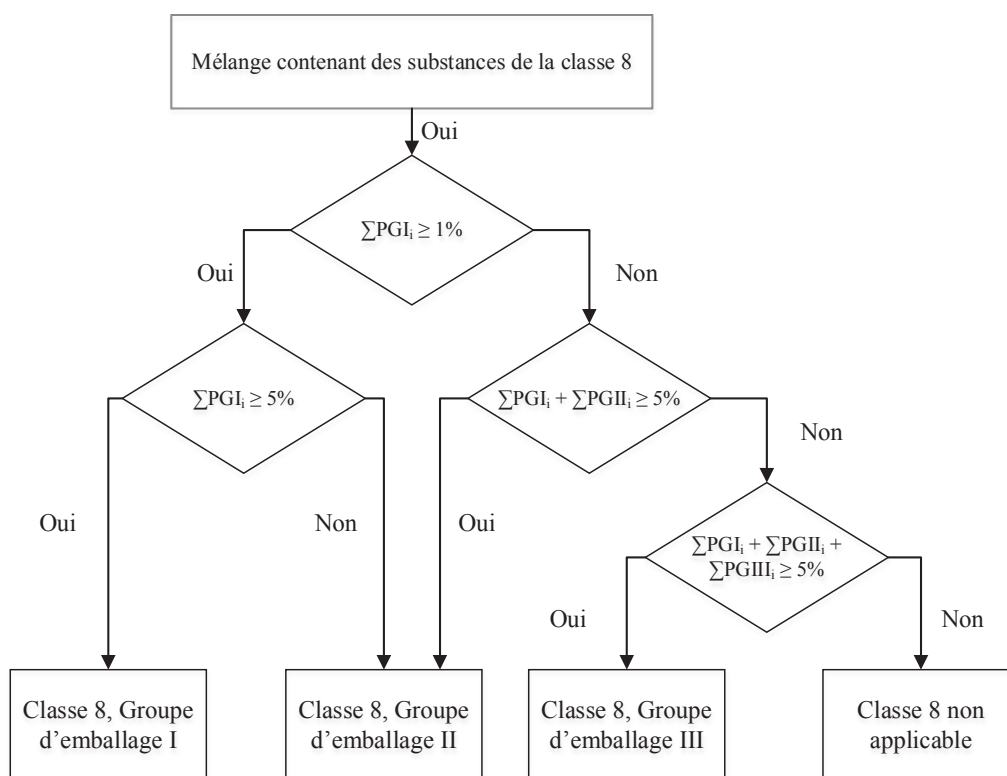 Mélange contenant des substances de la classe 8
Oui
∑PGIᵢ ≥ 1%
Oui
Non
∑PGIᵢ ≥ 5%
∑PGIᵢ + ∑PGIIᵢ ≥ 5%
Non
Oui
Non
Oui
∑PGIᵢ + ∑PGIIᵢ +
∑PGIIIᵢ ≥ 5%
Oui
Non
Classe 8, Groupe
d’emballage I
Classe 8, Groupe
d’emballage II
Classe 8, Groupe
d’emballage III
Classe 8 non
applicable